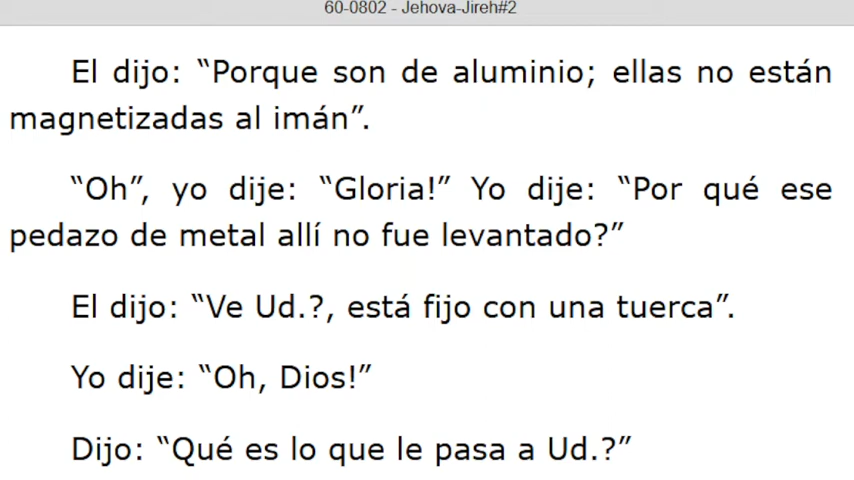 60-0802 - Jehova-Jireh#2
El dijo: “Porque son de aluminio; ellas no están
magnetizadas al imán”.
“Oh”, yo dije: “Gloria!” Yo dije: “Por qué ese
pedazo de metal allí no fue levantado?”
El dijo: “Ve Ud.?, está fijo con una tuerca”.
Yo dije: “Oh, Dios!”
Dijo: “Qué es lo que le pasa a Ud.?”